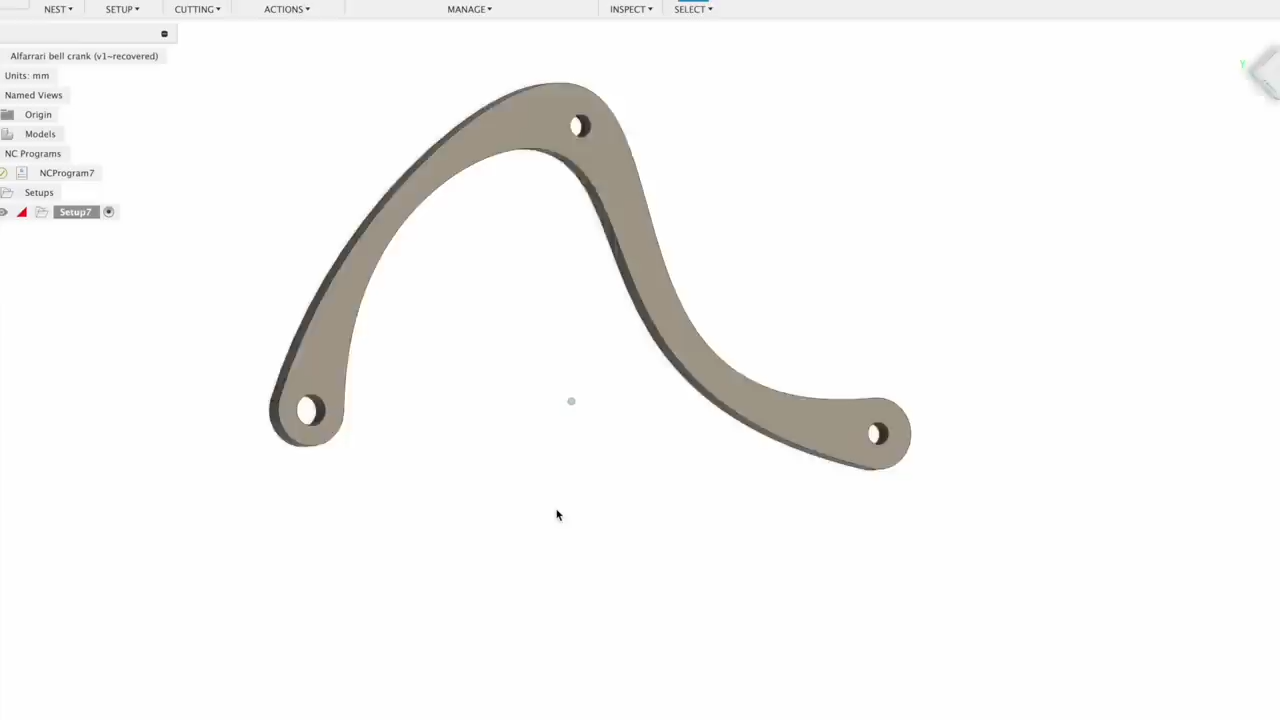 NEST SETUP CUTTING ACTIONS MANAGE INSPECT SELECT
Alfarrari bell crank (v1-recovered)
Units: mm
Named Views
Origin
Models
NC Programs
NCProgram7
Setups
Setup7
Y